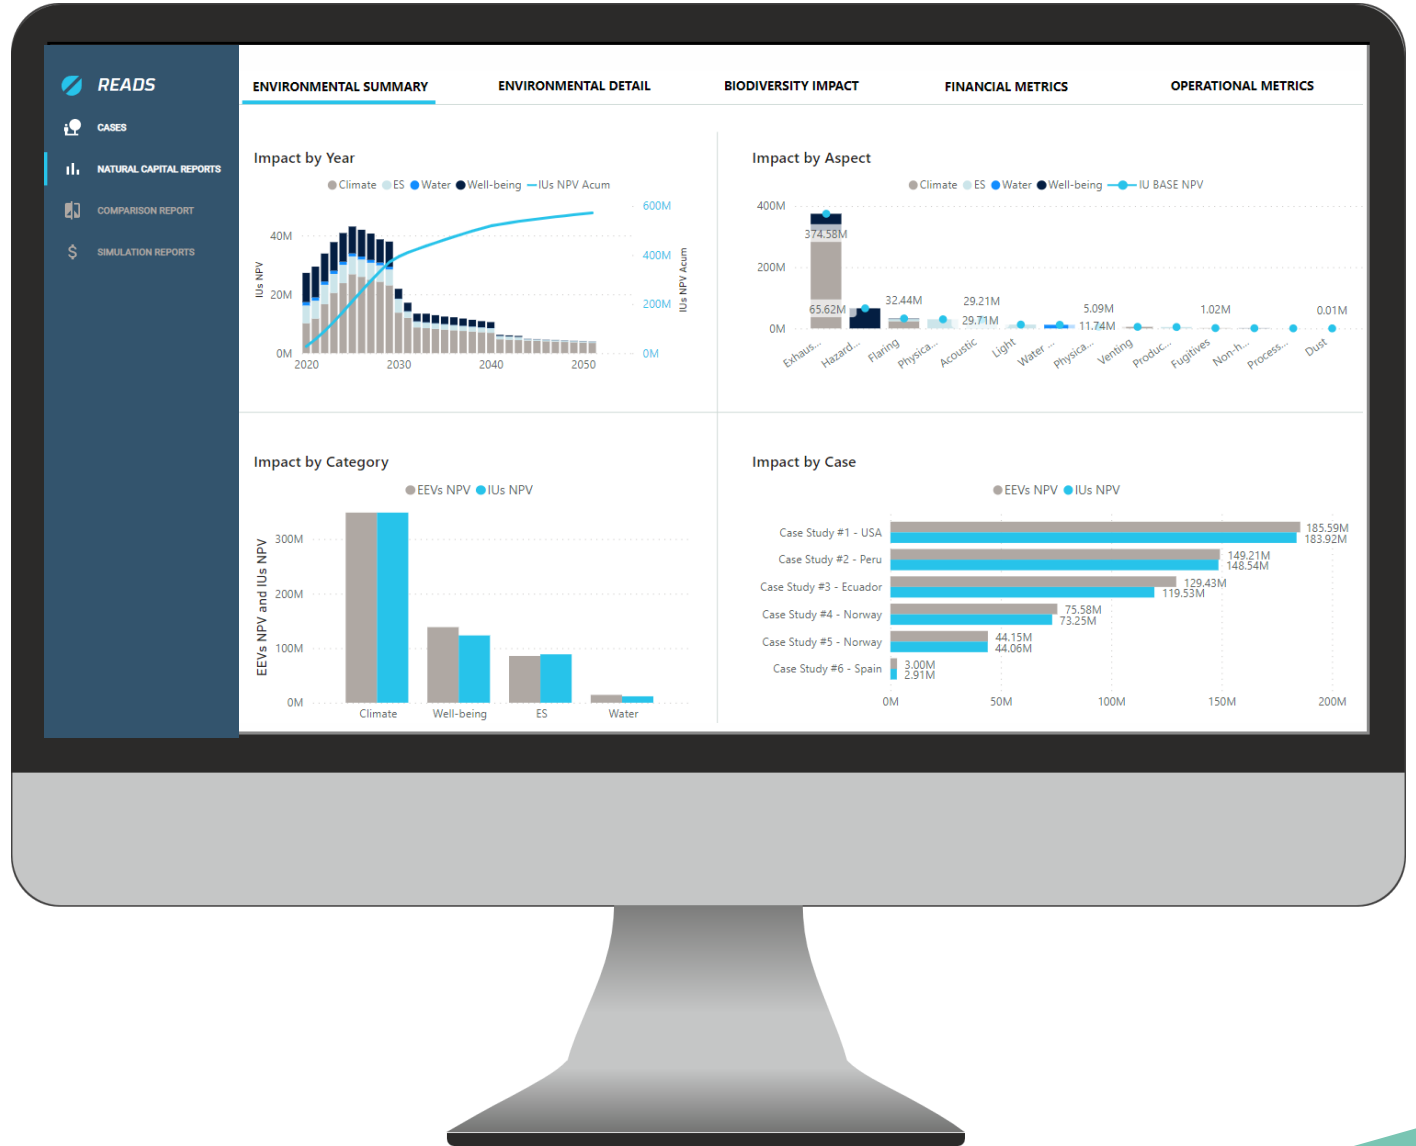 READS
CASES
NATURAL CAPITAL REPORTS
COMPARISON REPORT
SIMULATION REPORTS
ENVIRONMENTAL SUMMARY
ENVIRONMENTAL DETAIL
BIODIVERSITY IMPACT
FINANCIAL METRICS
OPERATIONAL METRICS
Impact by Year
Climate ES Water Well-being IUs NPV Acum
IUs NPV
40M
20M
0M
600M
400M
200M
0M
IUs NPV Acum
2020 2030 2040 2050
Impact by Aspect
Climate ES Water Well-being IU BASE NPV
400M
200M
0M
374.58M
65.62M
32.44M
29.21M
29.71M
5.09M
11.74M
1.02M
0.01M
Exhaus... Hazard... Flaring Physica... Acoustic Light Water ... Physica... Venting Produc... Fugitives Non-h... Process... Dust
Impact by Category
EEVs NPV IUs NPV
EEVs NPV and IUs NPV
300M
200M
100M
0M
Climate Well-being ES Water
Impact by Case
EEVs NPV IUs NPV
Case Study #1 - USA 185.59M
183.92M
Case Study #2 - Peru 149.21M
148.54M
Case Study #3 - Ecuador 129.43M
119.53M
Case Study #4 - Norway 75.58M
73.25M
Case Study #5 - Norway 44.15M
44.06M
Case Study #6 - Spain 3.00M
2.91M
0M 50M 100M 150M 200M